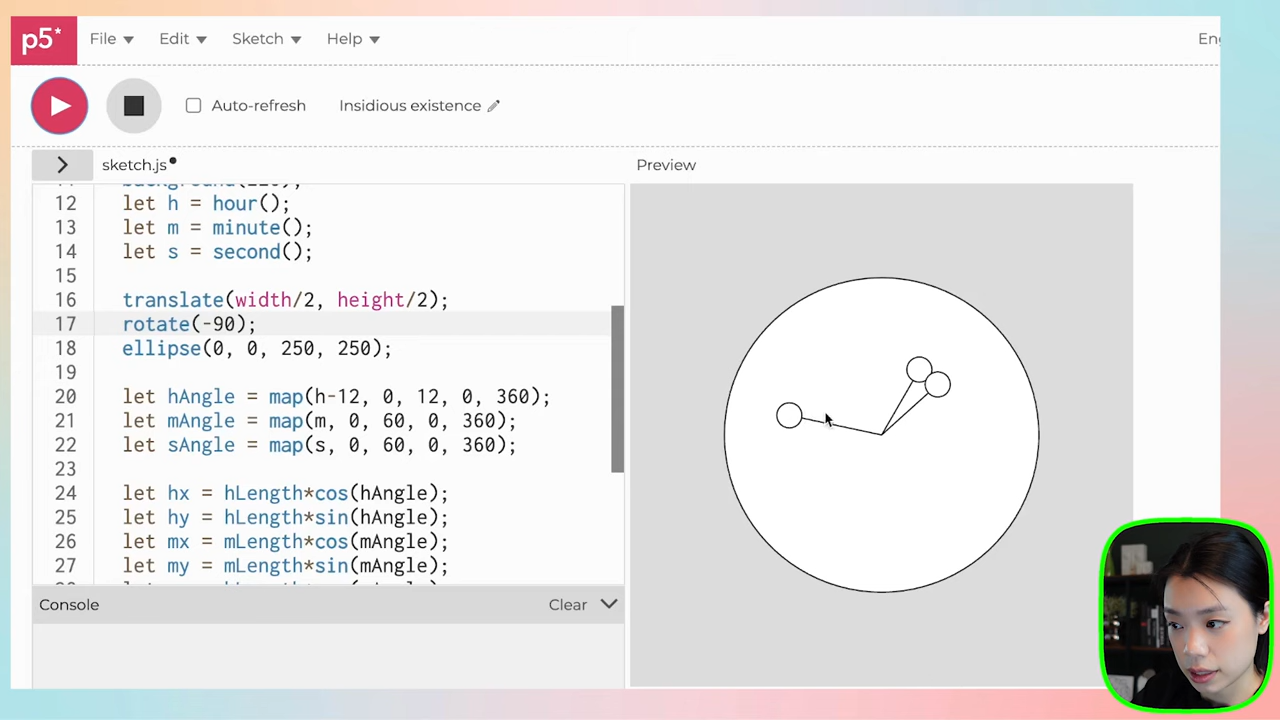 p5*
File
Edit
Sketch
Help
Auto-refresh
Insidious existence
sketch.js
Preview
12 let h = hour();
13 let m = minute();
14 let s = second();
15
16 translate(width/2, height/2);
17 rotate(-90);
18 ellipse(0, 0, 250, 250);
19
20 let hAngle = map(h-12, 0, 12, 0, 360);
21 let mAngle = map(m, 0, 60, 0, 360);
22 let sAngle = map(s, 0, 60, 0, 360);
23
24 let hx = hLength*cos(hAngle);
25 let hy = hLength*sin(hAngle);
26 let mx = mLength*cos(mAngle);
27 let my = mLength*sin(mAngle);
Console
Clear